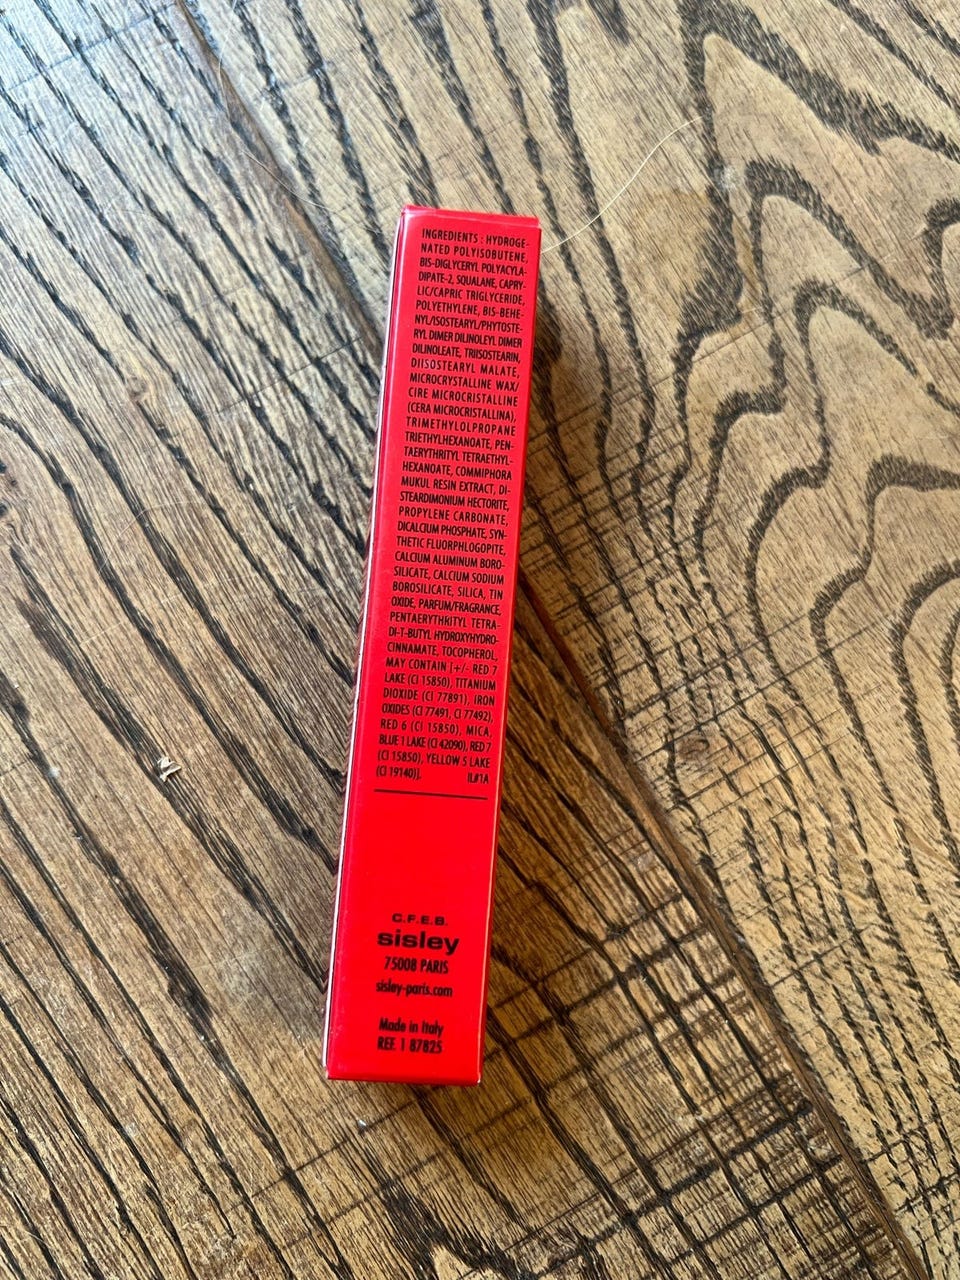 INGREDIENTS : HYDROGE-
NATED POLYISOBUTENE,
BIS-DIGLYCERYL POLYACYLA-
DIPATE-2, SQUALANE, CAPRY-
LIC/CAPRIC TRIGLYCERIDE,
POLYETHYLENE, BIS-BEHE-
NYL/ISOSTEARYL/PHYTOSTE-
RYL DIMER DILINOLEYL DIMER
DILINOLEATE, TRIISOSTEARIN,
DIISOSTEARYL MALATE,
MICROCRYSTALLINE WAX/
CIRE MICROCRISTALLINE
(CERA MICROCRISTALLINA),
TRIMETHYLOLPROPANE
TRIETHYLHEXANOATE, PEN-
TAERYTHRITYL TETRAETHYL-
HEXANOATE, COMMIPHORA
MUKUL RESIN EXTRACT, DI-
STEARDIMONIUM HECTORITE,
PROPYLENE CARBONATE,
DICALCIUM PHOSPHATE, SYN-
THETIC FLUORPHLOGOPITE,
CALCIUM ALUMINUM BORO-
SILICATE, CALCIUM SODIUM
BOROSILICATE, SILICA, TIN
OXIDE, PARFUM/FRAGRANCE,
PENTAERYTHRITYL TETRA-
DI-T-BUTYL HYDROXYHYDRO-
CINNAMATE, TOCOPHEROL,
MAY CONTAIN [+/- RED 7
LAKE (CI 15850), TITANIUM
DIOXIDE (CI 77891), IRON
OXIDES (CI 77491, CI 77492),
RED 6 (CI 15850), MICA,
BLUE 1 LAKE (CI 42090), RED 7
(CI 15850), YELLOW 5 LAKE
(CI 19140)]. IL#1A
C.F.E.B.
sisley
75008 PARIS
sisley-paris.com
Made in Italy
REF. 1 87825